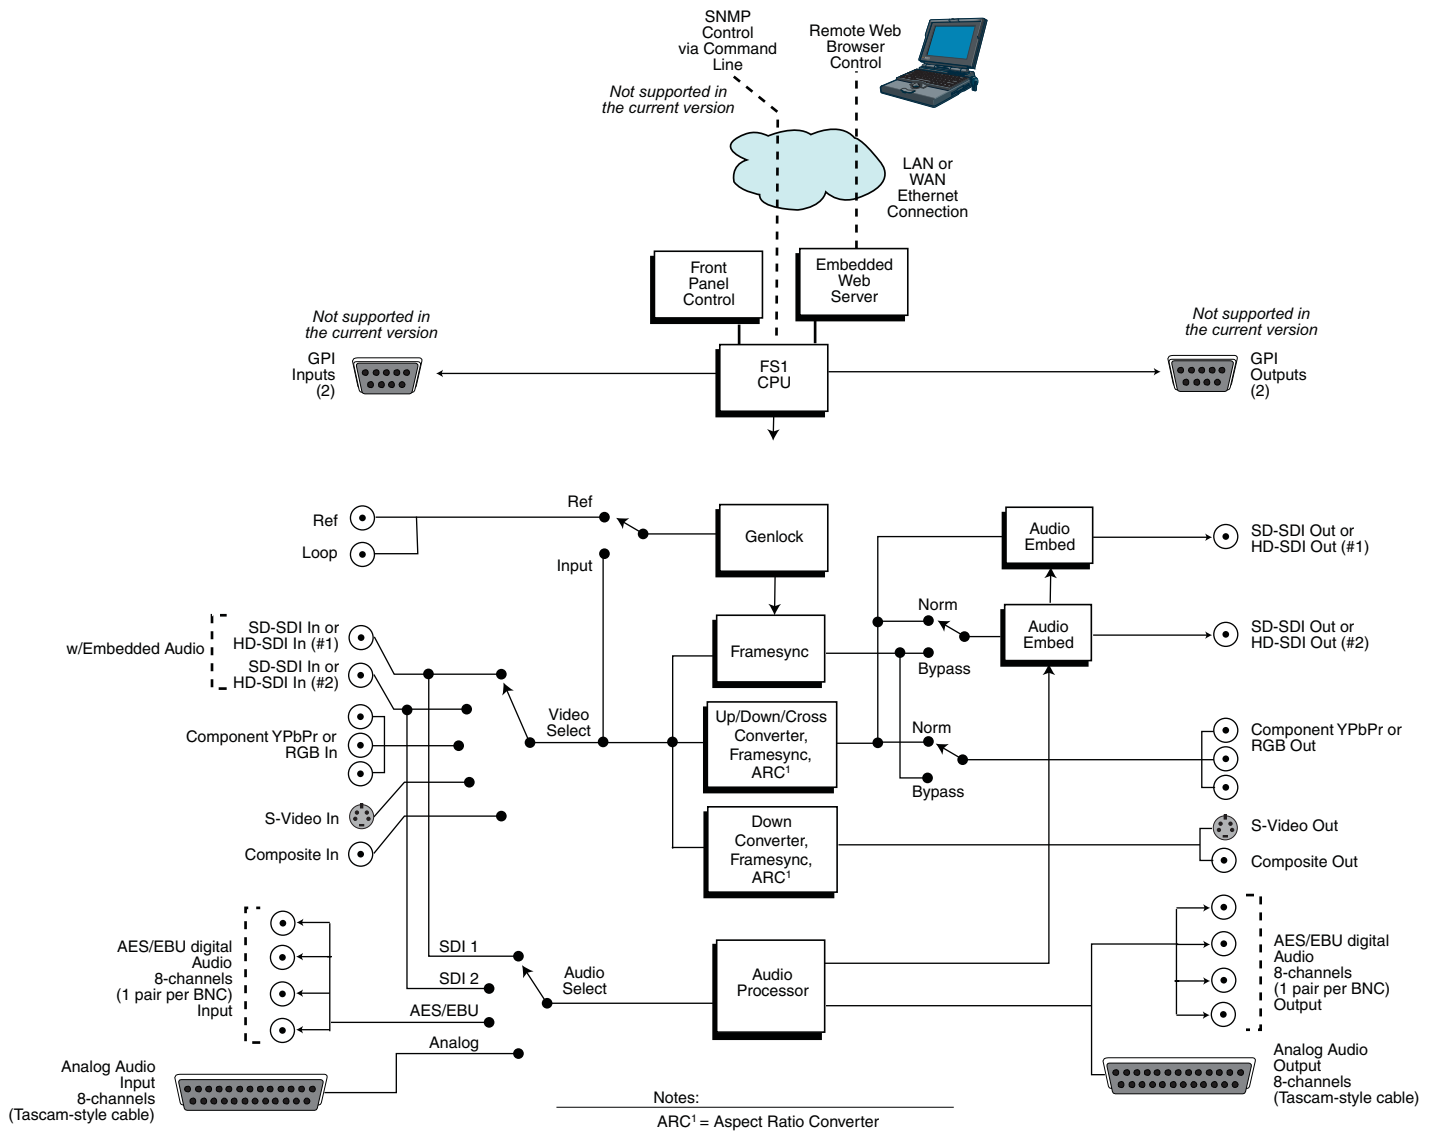 SNMP
Control
via Command
Line
Remote Web
Browser
Control
Not supported in
the current version
LAN or
WAN
Ethernet
Connection
Front
Panel
Control
Embedded
Web
Server
Not supported in
the current version
GPI
Inputs
(2)
FS1
CPU
Not supported in
the current version
GPI
Outputs
(2)
Ref
Loop
Ref
Input
Genlock
Audio
Embed
SD-SDI Out or
HD-SDI Out (#1)
w/Embedded Audio
SD-SDI In or
HD-SDI In (#1)
SD-SDI In or
HD-SDI In (#2)
Framesync
Norm
Bypass
Audio
Embed
SD-SDI Out or
HD-SDI Out (#2)
Component YPbPr or
RGB In
Video
Select
Up/Down/Cross
Converter,
Framesync,
ARC1
Norm
Bypass
Component YPbPr or
RGB Out
S-Video In
Composite In
Down
Converter,
Framesync,
ARC1
S-Video Out
Composite Out
AES/EBU digital
Audio
8-channels
(1 pair per BNC)
Input
SDI 1
SDI 2
AES/EBU
Analog
Audio
Select
Audio
Processor
AES/EBU digital
Audio
8-channels
(1 pair per BNC)
Output
Analog Audio
Input
8-channels
(Tascam-style cable)
Analog Audio
Output
8-channels
(Tascam-style cable)
Notes:
ARC1 = Aspect Ratio Converter